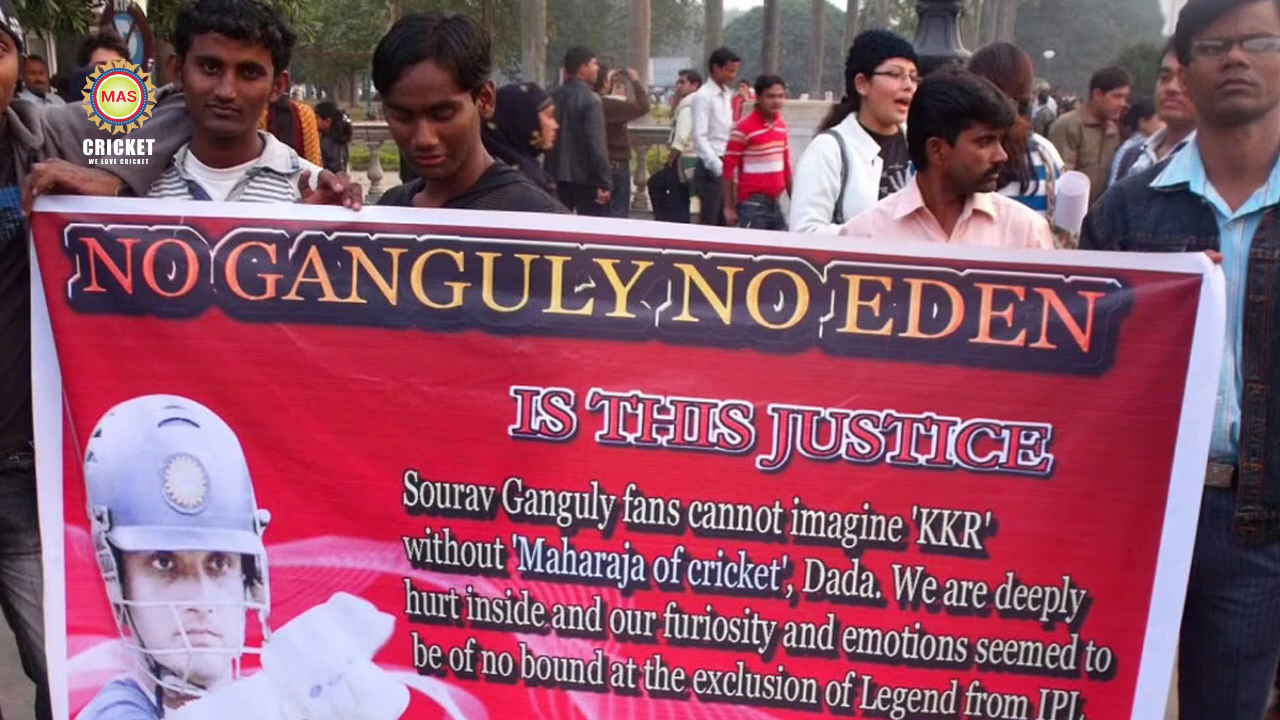 MAS
CRICKET
WE LOVE CRICKET
NO GANGULY NO EDEN
IS THIS JUSTICE
Sourav Ganguly fans cannot imagine 'KKR'
without 'Maharaja of cricket', Dada. We are deeply
hurt inside and our furiosity and emotions seemed to
be of no bound at the exclusion of Legend from IPL